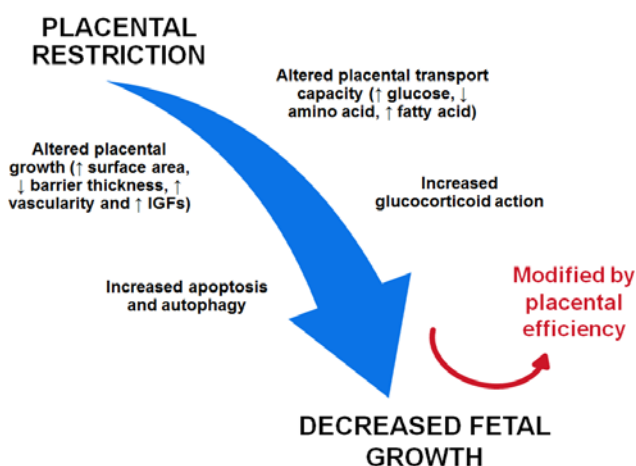 PLACENTAL
RESTRICTION
Altered placental transport
capacity (↑ glucose, ↓
amino acid, ↑ fatty acid)
Altered placental
growth (↑ surface area,
↓ barrier thickness, ↑
vascularity and ↑ IGFs)
Increased
glucocorticoid action
Increased apoptosis
and autophagy
Modified by
placental
efficiency
DECREASED FETAL
GROWTH